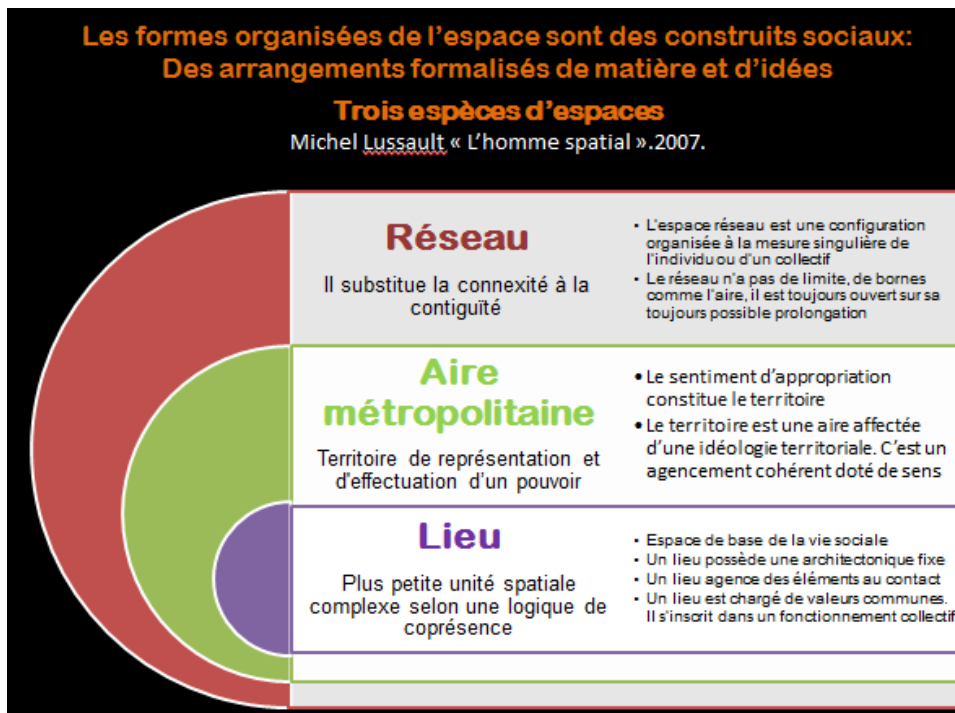 Les formes organisées de l'espace sont des construits sociaux:
Des arrangements formalisés de matière et d'idées
Trois espèces d'espaces
Michel Lussault « L'homme spatial ».2007.
Réseau
Il substitue la connexité à la
contiguïté
• L'espace réseau est une configuration
organisée à la mesure singulière de
l'individu ou d'un collectif
• Le réseau n'a pas de limite, de bornes
comme l'aire, il est toujours ouvert sur sa
toujours possible prolongation
Aire
métropolitaine
Territoire de représentation et
d'effectuation d'un pouvoir
• Le sentiment d'appropriation
constitue le territoire
• Le territoire est une aire affectée
d'une idéologie territoriale. C'est un
agencement cohérent doté de sens
Lieu
Plus petite unité spatiale
complexe selon une logique de
coprésence
• Espace de base de la vie sociale
• Un lieu possède une architectonique fixe
• Un lieu agence des éléments au contact
• Un lieu est chargé de valeurs communes.
Il s'inscrit dans un fonctionnement collectif